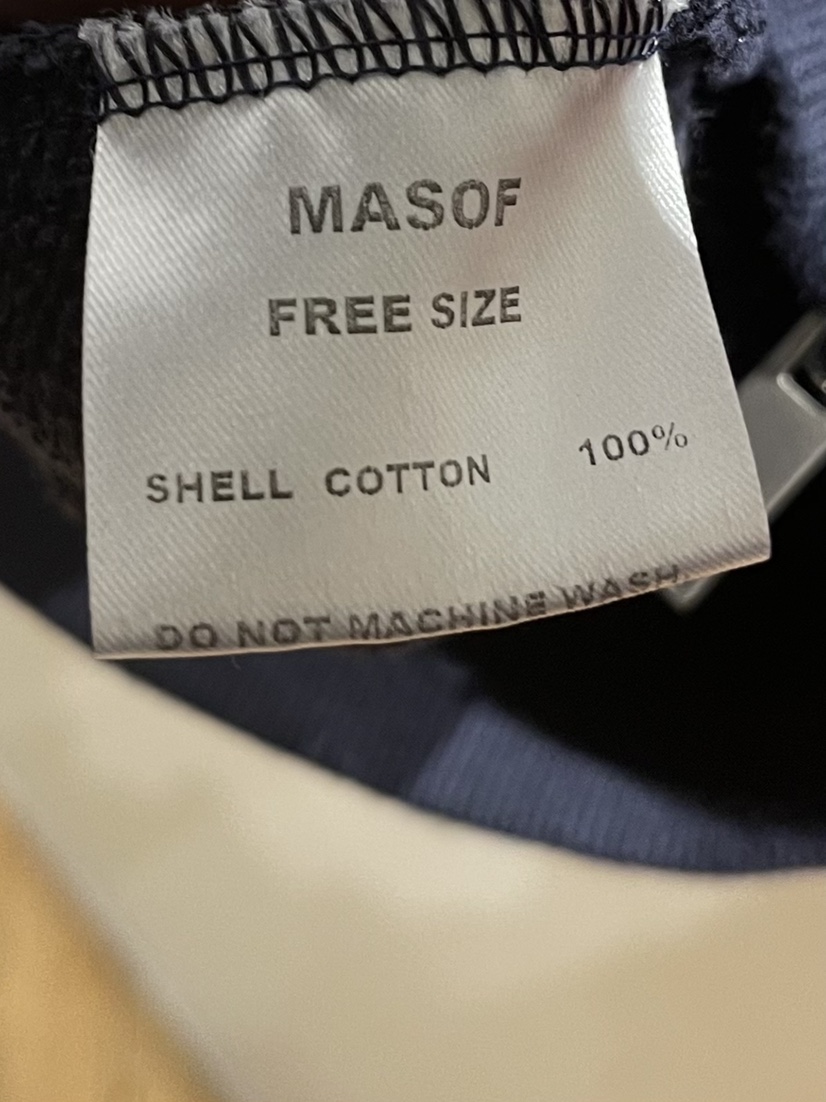 MASOF
FREE SIZE
SHELL COTTON 100%
DO NOT MACHINE WASH